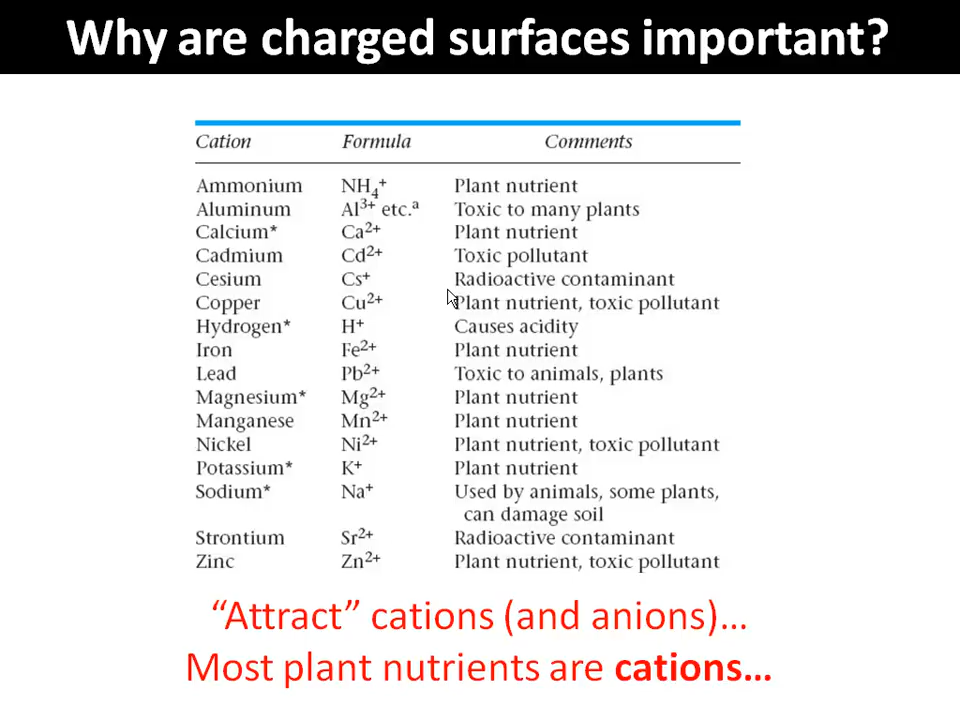 Why are charged surfaces important?
Cation Formula Comments
Ammonium NH₄⁺ Plant nutrient
Aluminum Al³⁺ etc.ᵃ Toxic to many plants
Calcium* Ca²⁺ Plant nutrient
Cadmium Cd²⁺ Toxic pollutant
Cesium Cs⁺ Radioactive contaminant
Copper Cu²⁺ Plant nutrient, toxic pollutant
Hydrogen* H⁺ Causes acidity
Iron Fe²⁺ Plant nutrient
Lead Pb²⁺ Toxic to animals, plants
Magnesium* Mg²⁺ Plant nutrient
Manganese Mn²⁺ Plant nutrient
Nickel Ni²⁺ Plant nutrient, toxic pollutant
Potassium* K⁺ Plant nutrient
Sodium* Na⁺ Used by animals, some plants,
can damage soil
Strontium Sr²⁺ Radioactive contaminant
Zinc Zn²⁺ Plant nutrient, toxic pollutant
“Attract” cations (and anions)…
Most plant nutrients are cations…